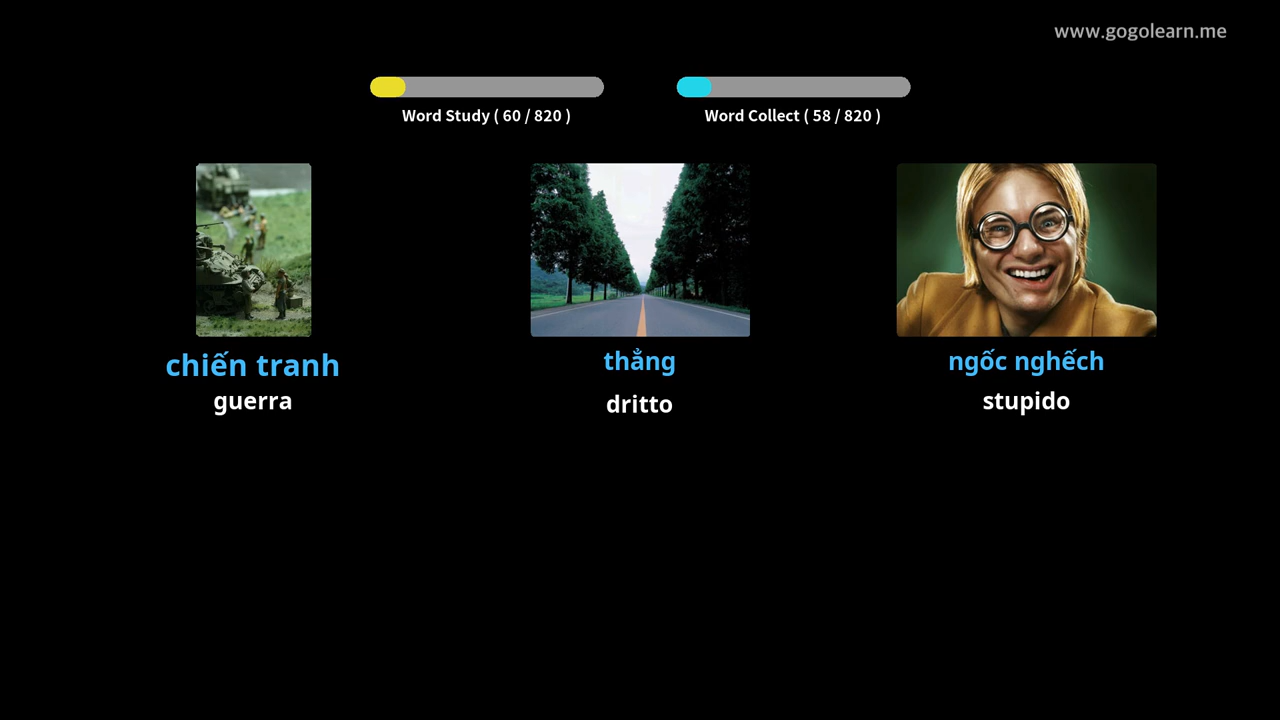 www.gogolearn.me
Word Study ( 60 / 820 )
Word Collect ( 58 / 820 )
chiến tranh
guerra
thẳng
dritto
ngốc nghếch
stupido